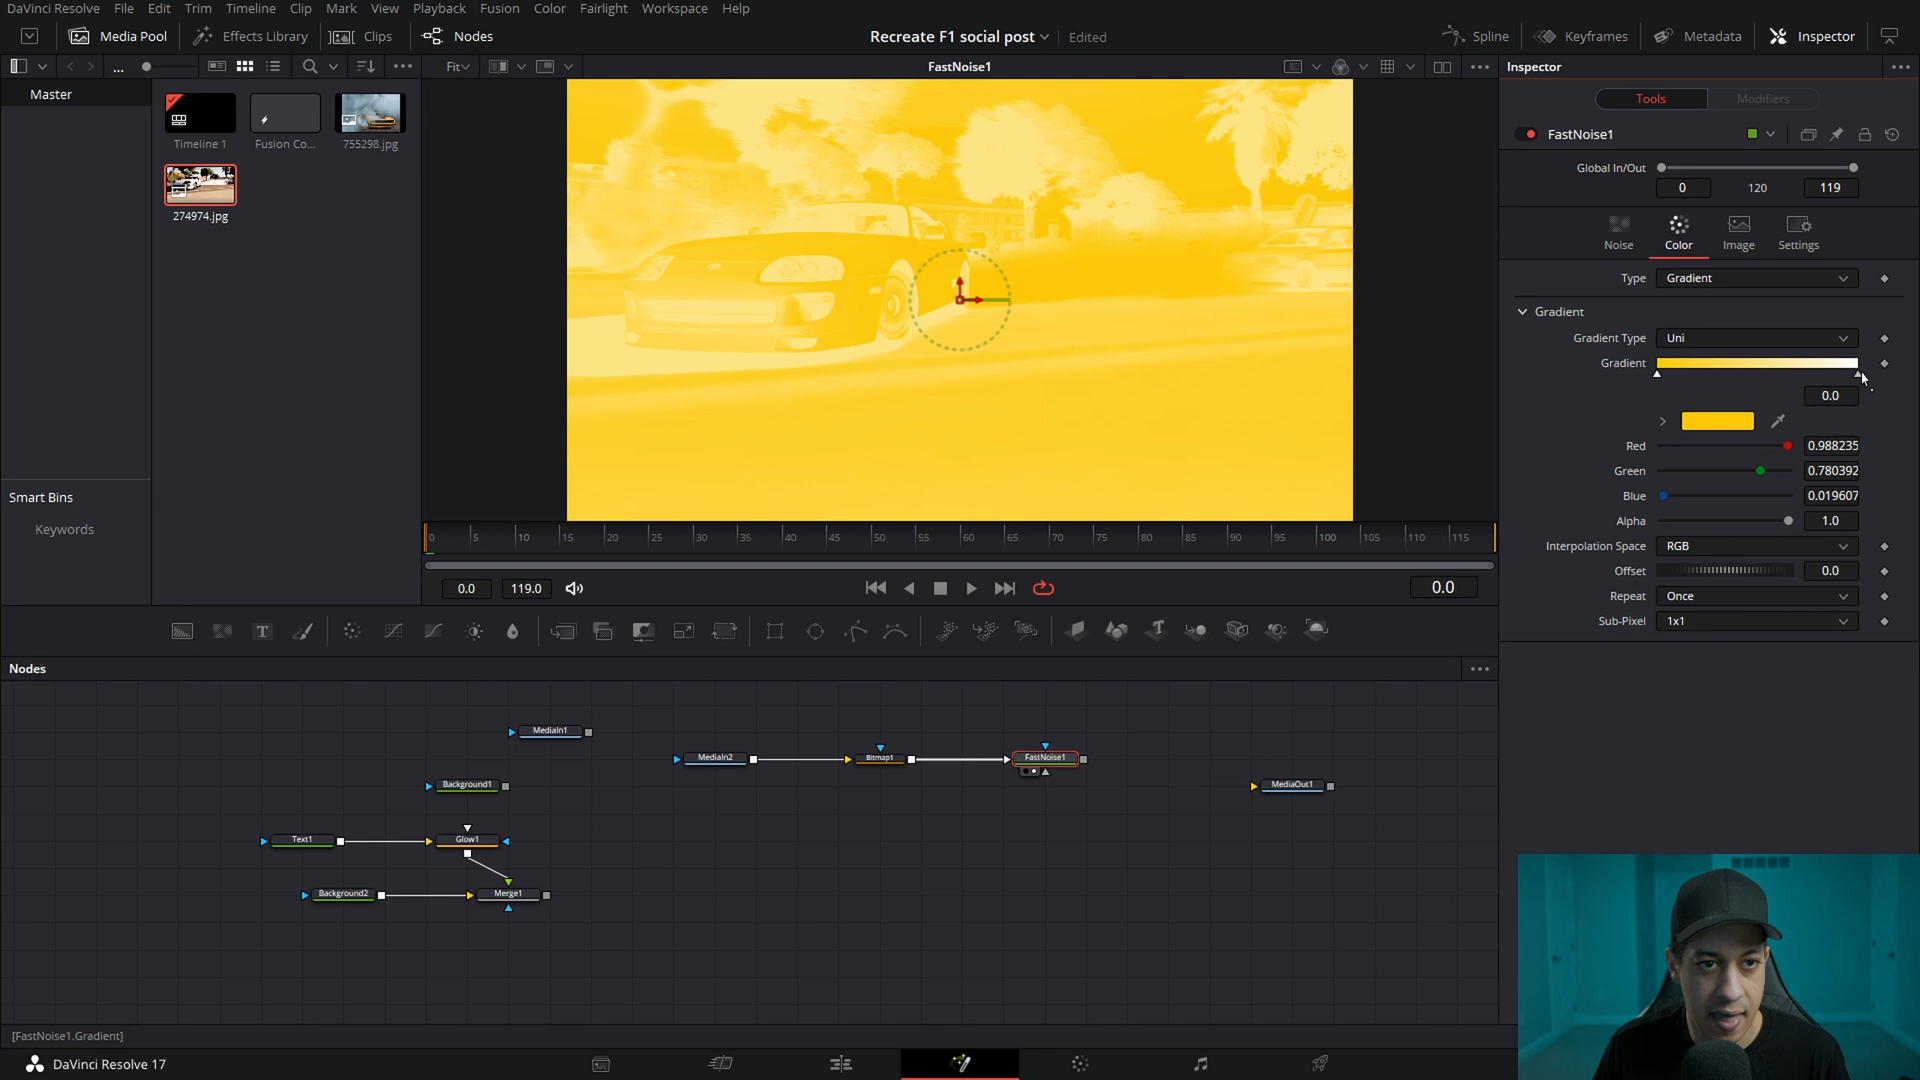 DaVinci Resolve File Edit Trim Timeline Clip Mark View Playback Fusion Color Fairlight Workspace Help
Media Pool Effects Library Clips Nodes Recreate F1 social post Edited Spline Keyframes Metadata Inspector
... Fit FastNoise1 Inspector
Master
Timeline 1 Fusion Co... 755298.jpg
274974.jpg
Smart Bins
Keywords
Tools Modifiers
FastNoise1
Global In/Out
0 120 119
Noise Color Image Settings
Type Gradient
Gradient
Gradient Type Uni
Gradient
0.0
Red 0.988235
Green 0.780392
Blue 0.019607
Alpha 1.0
Interpolation Space RGB
Offset 0.0
Repeat Once
Sub-Pixel 1x1
0 5 10 15 20 25 30 35 40 45 50 55 60 65 70 75 80 85 90 95 100 105 110 115
0.0 119.0 0.0
Nodes
MediaIn1
MediaIn2 Bitmap1 FastNoise1
Background1 MediaOut1
Text1 Glow1
Background2 Merge1
[FastNoise1.Gradient]
DaVinci Resolve 17